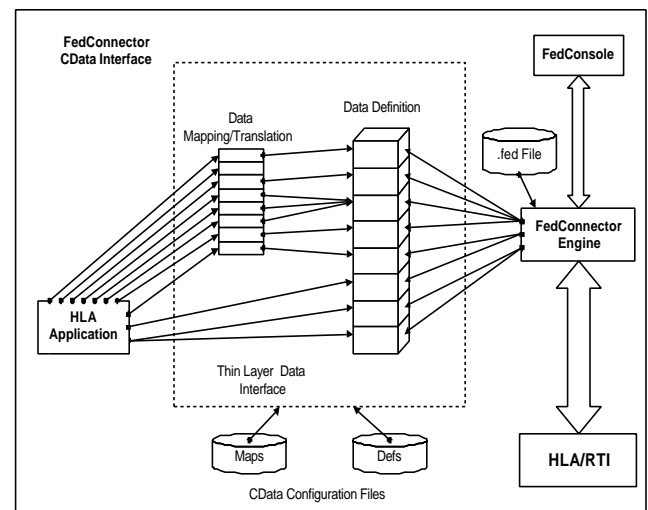 FedConnector
CData Interface
FedConsole
Data
Mapping/Translation
Data Definition
.fed File
FedConnector
Engine
HLA
Application
Thin Layer Data
Interface
Maps
Defs
HLA/RTI
CData Configuration Files